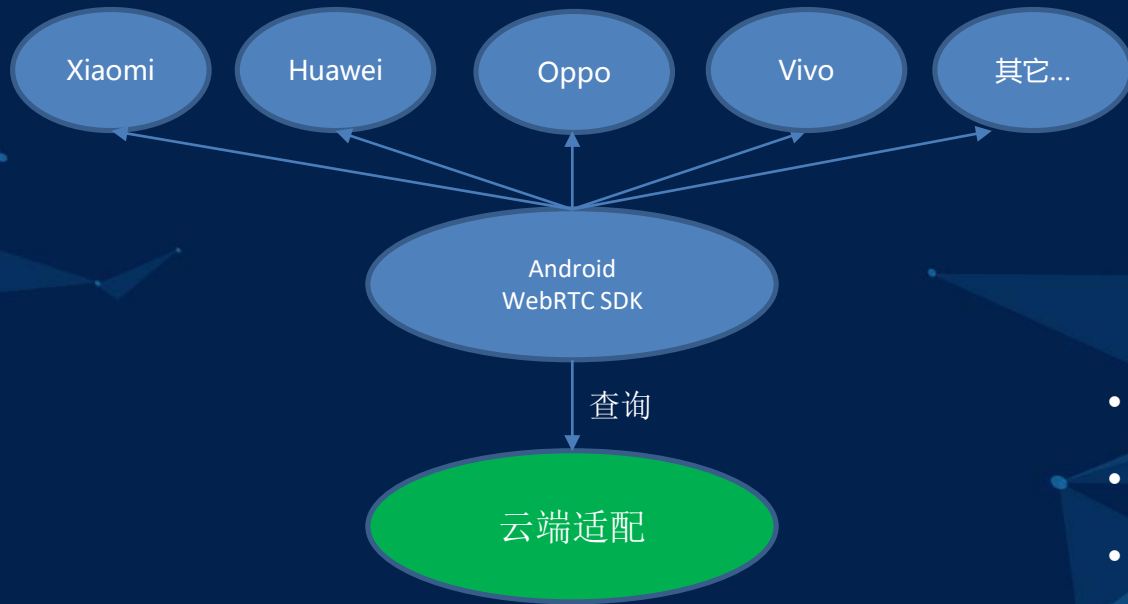 Xiaomi
Huawei
Oppo
Vivo
其它...
Android
WebRTC SDK
查询
云端适配